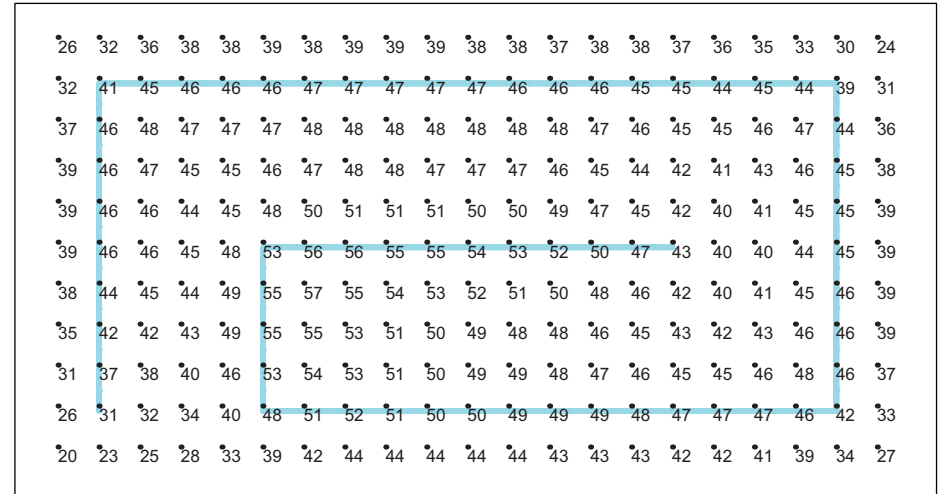 26 32 36 38 38 39 38 39 39 39 38 38 37 38 38 37 36 35 33 30 24
32 41 45 46 46 46 47 47 47 47 47 46 46 46 45 45 44 45 44 39 31
37 46 48 47 47 47 48 48 48 48 48 48 48 47 46 45 45 46 47 44 36
39 46 47 45 45 46 47 48 48 47 47 47 46 45 44 42 41 43 46 45 38
39 46 46 44 45 48 50 51 51 51 50 50 49 47 45 42 40 41 45 45 39
39 46 46 45 48 53 56 56 55 55 54 53 52 50 47 43 40 40 44 45 39
38 44 45 44 49 55 57 55 54 53 52 51 50 48 46 42 40 41 45 46 39
35 42 42 43 49 55 55 53 51 50 49 48 48 46 45 43 42 43 46 46 39
31 37 38 40 46 53 54 53 51 50 49 49 48 47 46 45 45 46 48 46 37
26 31 32 34 40 48 51 52 51 50 50 49 49 49 48 47 47 47 46 42 33
20 23 25 28 33 39 42 44 44 44 44 44 43 43 43 42 42 41 39 34 27